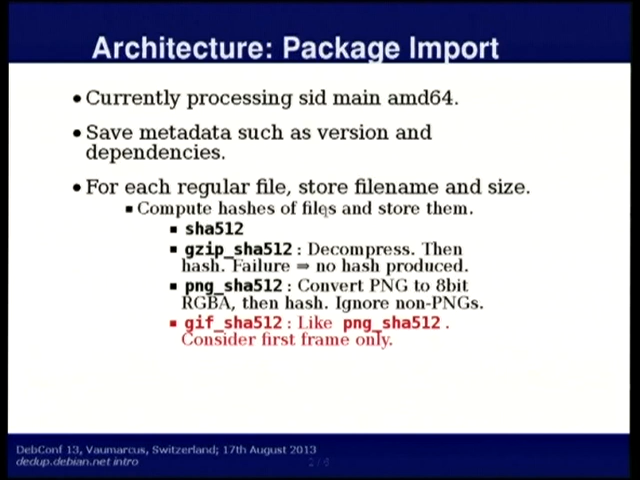 Architecture: Package Import
• Currently processing sid main amd64.
• Save metadata such as version and
dependencies.
• For each regular file, store filename and size.
▪ Compute hashes of files and store them.
▪ sha512
▪ gzip_sha512 : Decompress. Then
hash. Failure ⇒ no hash produced.
▪ png_sha512 : Convert PNG to 8bit
RGBA, then hash. Ignore non-PNGs.
▪ gif_sha512 : Like png_sha512 .
Consider first frame only.
DebConf 13, Vaumarcus, Switzerland; 17th August 2013
dedup.debian.net intro